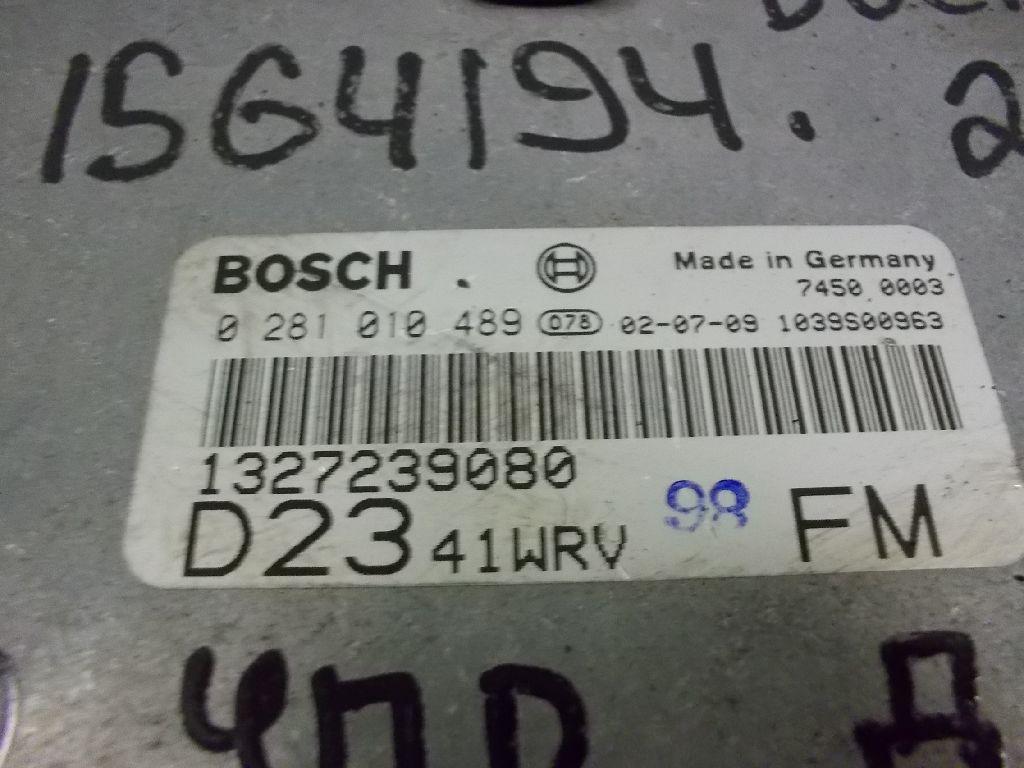 1564194. 2
BOSCH
Made in Germany
7450 0003
0 281 010 489 078 02-07-09 1039S00963
1327239080
D23 41WRV 98 FM